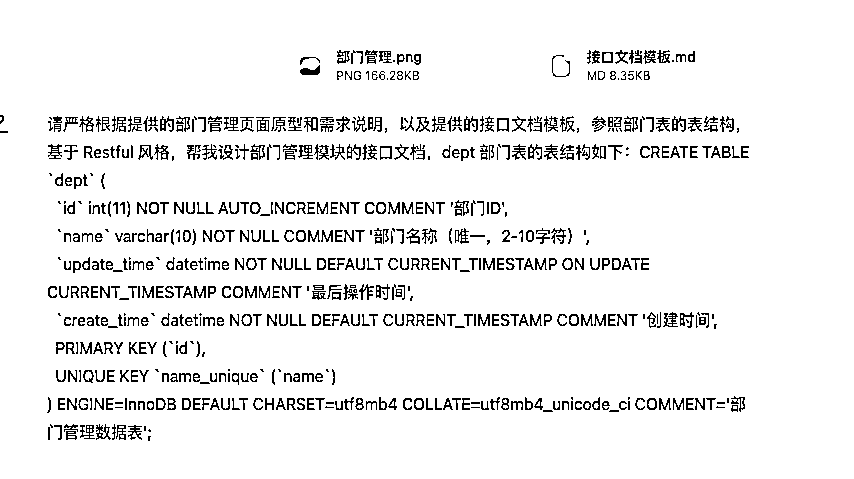 部门管理.png
PNG 166.28KB
接口文档模板.md
MD 8.35KB
请严格根据提供的部门管理页面原型和需求说明，以及提供的接口文档模板，参照部门表的表结构，
基于 Restful 风格，帮我设计部门管理模块的接口文档，dept 部门表的表结构如下：CREATE TABLE
`dept` (
`id` int(11) NOT NULL AUTO_INCREMENT COMMENT '部门ID',
`name` varchar(10) NOT NULL COMMENT '部门名称（唯一，2-10字符）',
`update_time` datetime NOT NULL DEFAULT CURRENT_TIMESTAMP ON UPDATE
CURRENT_TIMESTAMP COMMENT '最后操作时间',
`create_time` datetime NOT NULL DEFAULT CURRENT_TIMESTAMP COMMENT '创建时间',
PRIMARY KEY (`id`),
UNIQUE KEY `name_unique` (`name`)
) ENGINE=InnoDB DEFAULT CHARSET=utf8mb4 COLLATE=utf8mb4_unicode_ci COMMENT='部
门管理数据表';